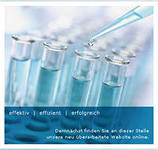 effektiv | effizient | erfolgreich
Demnächst finden Sie an dieser Stelle
unsere neu überarbeitete Website online.